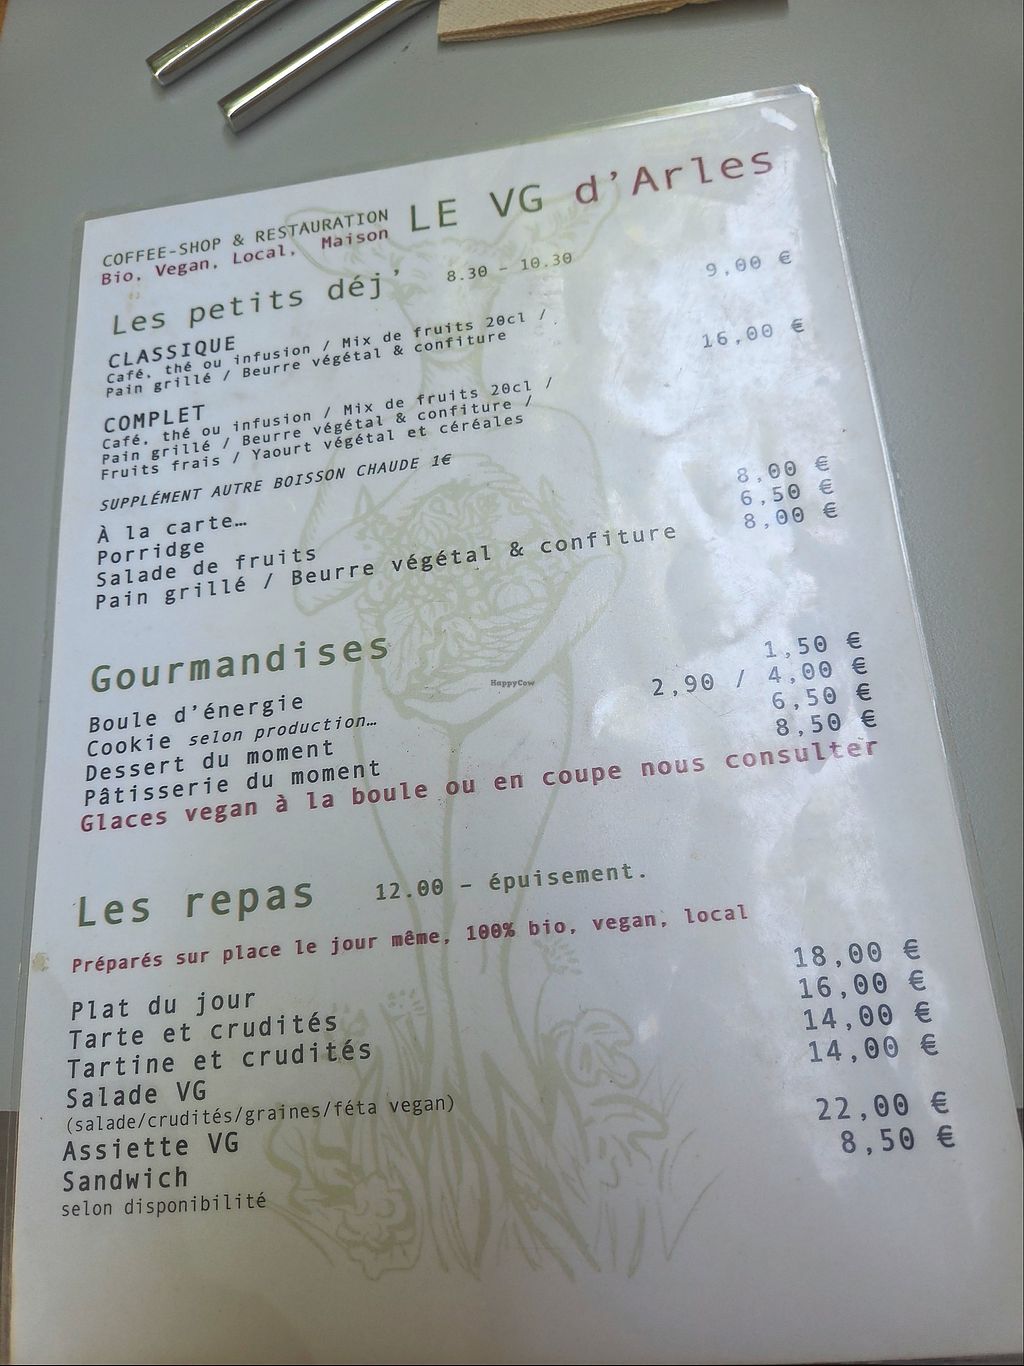 COFFEE-SHOP & RESTAURATION LE VG d'Arles
Bio, Vegan, Local, Maison
Les petits déj' 8.30 – 10.30
CLASSIQUE 9,00 €
Café, thé ou infusion / Mix de fruits 20cl /
Pain grillé / Beurre végétal & confiture
COMPLET 16,00 €
Café, thé ou infusion / Mix de fruits 20cl /
Pain grillé / Beurre végétal & confiture /
Fruits frais / Yaourt végétal et céréales
SUPPLÉMENT AUTRE BOISSON CHAUDE 1€
À la carte…
Porridge 8,00 €
Salade de fruits 6,50 €
Pain grillé / Beurre végétal & confiture 8,00 €
Gourmandises
Boule d'énergie 1,50 €
Cookie selon production… 2,90 / 4,00 €
Dessert du moment 6,50 €
Pâtisserie du moment 8,50 €
Glaces vegan à la boule ou en coupe nous consulter
Les repas 12.00 – épuisement.
Préparés sur place le jour même, 100% bio, vegan, local
Plat du jour 18,00 €
Tarte et crudités 16,00 €
Tartine et crudités 14,00 €
Salade VG 14,00 €
(salade/crudités/graines/féta vegan)
Assiette VG 22,00 €
Sandwich 8,50 €
selon disponibilité
HappyCow